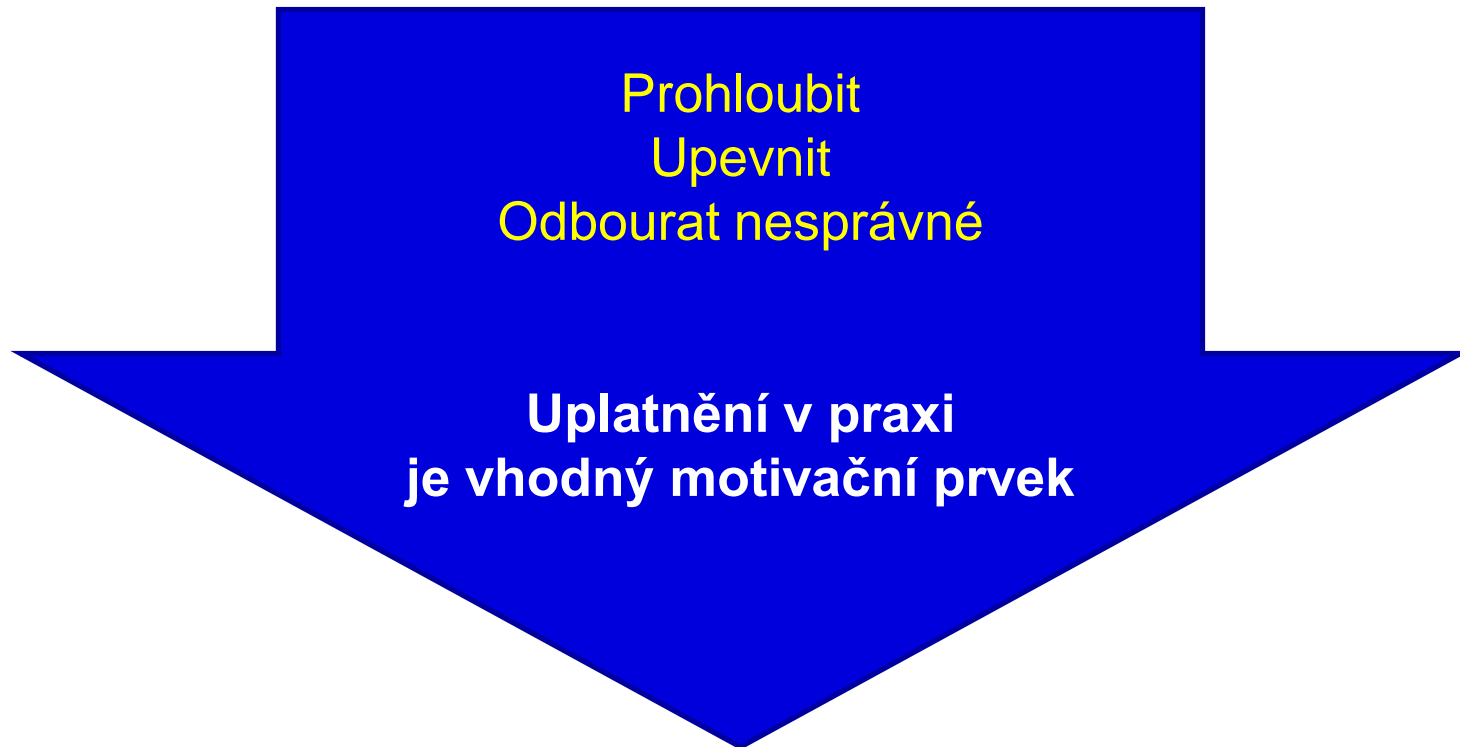 Prohloubit
Upevnit
Odbourat nesprávné
Uplatnění v praxi
je vhodný motivační prvek